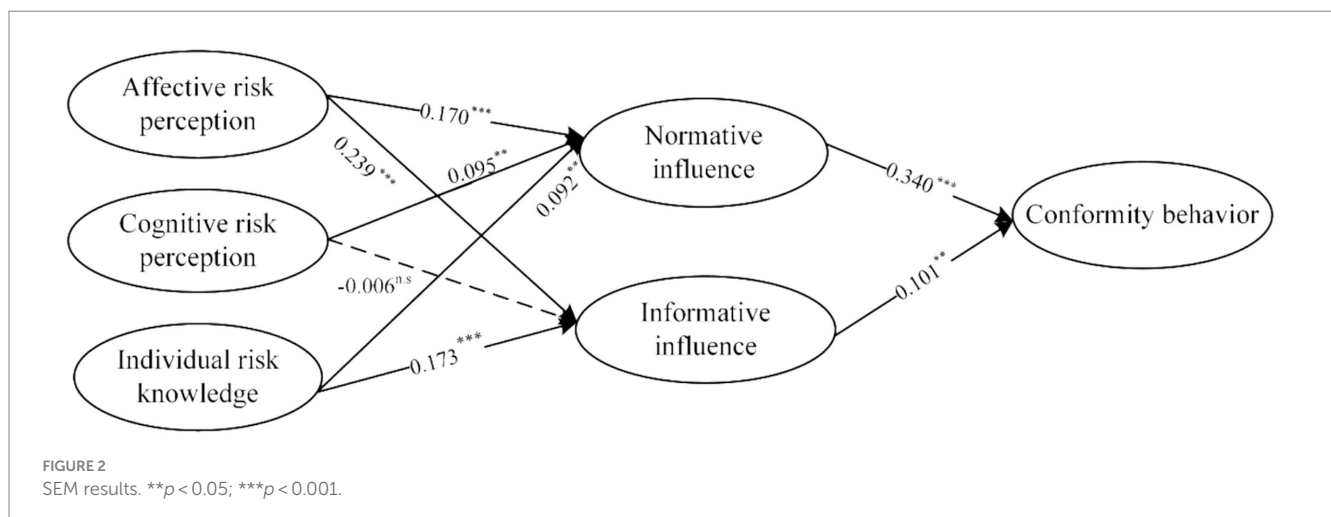 Affective risk
perception
Cognitive risk
perception
Individual risk
knowledge
0.170***
0.239***
0.095**
0.092**
-0.006n.s
0.173***
Normative
influence
Informative
influence
0.340***
0.101**
Conformity behavior
FIGURE 2
SEM results. **p<0.05; ***p<0.001.